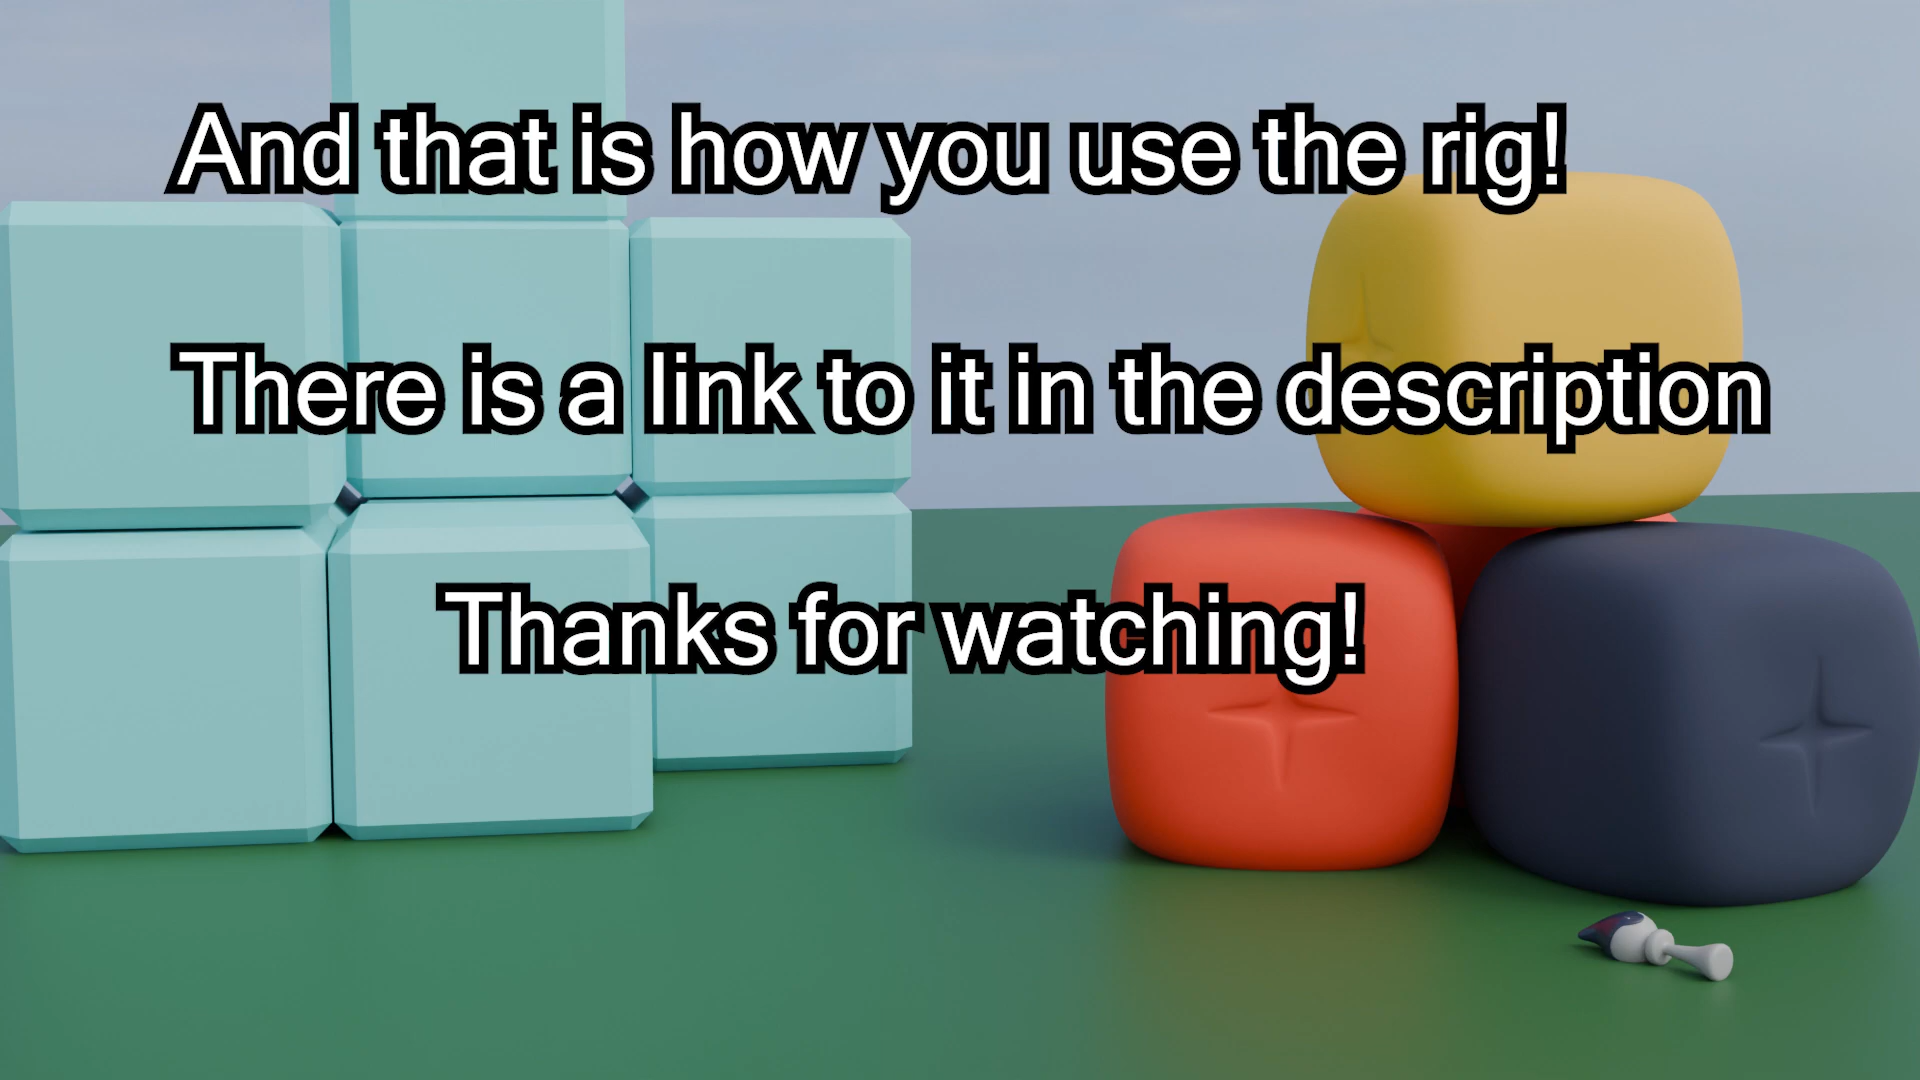 And that is how you use the rig!
There is a link to it in the description
Thanks for watching!